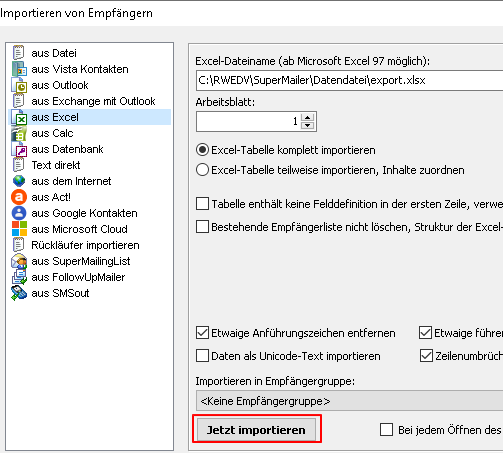 Importieren von Empfängern
aus Datei
aus Vista Kontakten
aus Outlook
aus Exchange mit Outlook
aus Excel
aus Calc
aus Datenbank
Text direkt
aus dem Internet
aus Act!
aus Google Kontakten
aus Microsoft Cloud
Rückläufer importieren
aus SuperMailingList
aus FollowUpMailer
aus SMSout
Excel-Dateiname (ab Microsoft Excel 97 möglich):
C:\RWEDV\SuperMailer\Datendatei\export.xlsx
Arbeitsblatt:
1
Excel-Tabelle komplett importieren
Excel-Tabelle teilweise importieren, Inhalte zuordnen
Tabelle enthält keine Felddefinition in der ersten Zeile, verwe
Bestehende Empfängerliste nicht löschen, Struktur der Excel-
Etwaige Anführungszeichen entfernen
Etwaige führen
Daten als Unicode-Text importieren
Zeilenumbrüch
Importieren in Empfängergruppe:
<Keine Empfängergruppe>
Jetzt importieren
Bei jedem Öffnen des